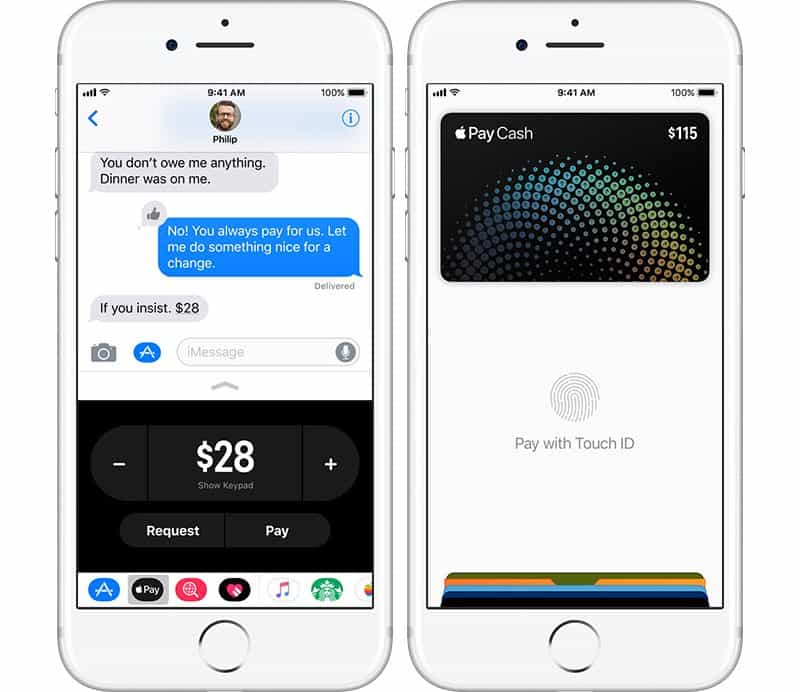 9:41 AM 100%
Philip
You don't owe me anything.
Dinner was on me.
No! You always pay for us. Let
me do something nice for a
change.
Delivered
If you insist. $28
iMessage
− $28 +
Show Keypad
Request Pay
Pay
9:41 AM 100%
Pay Cash $115
Pay with Touch ID